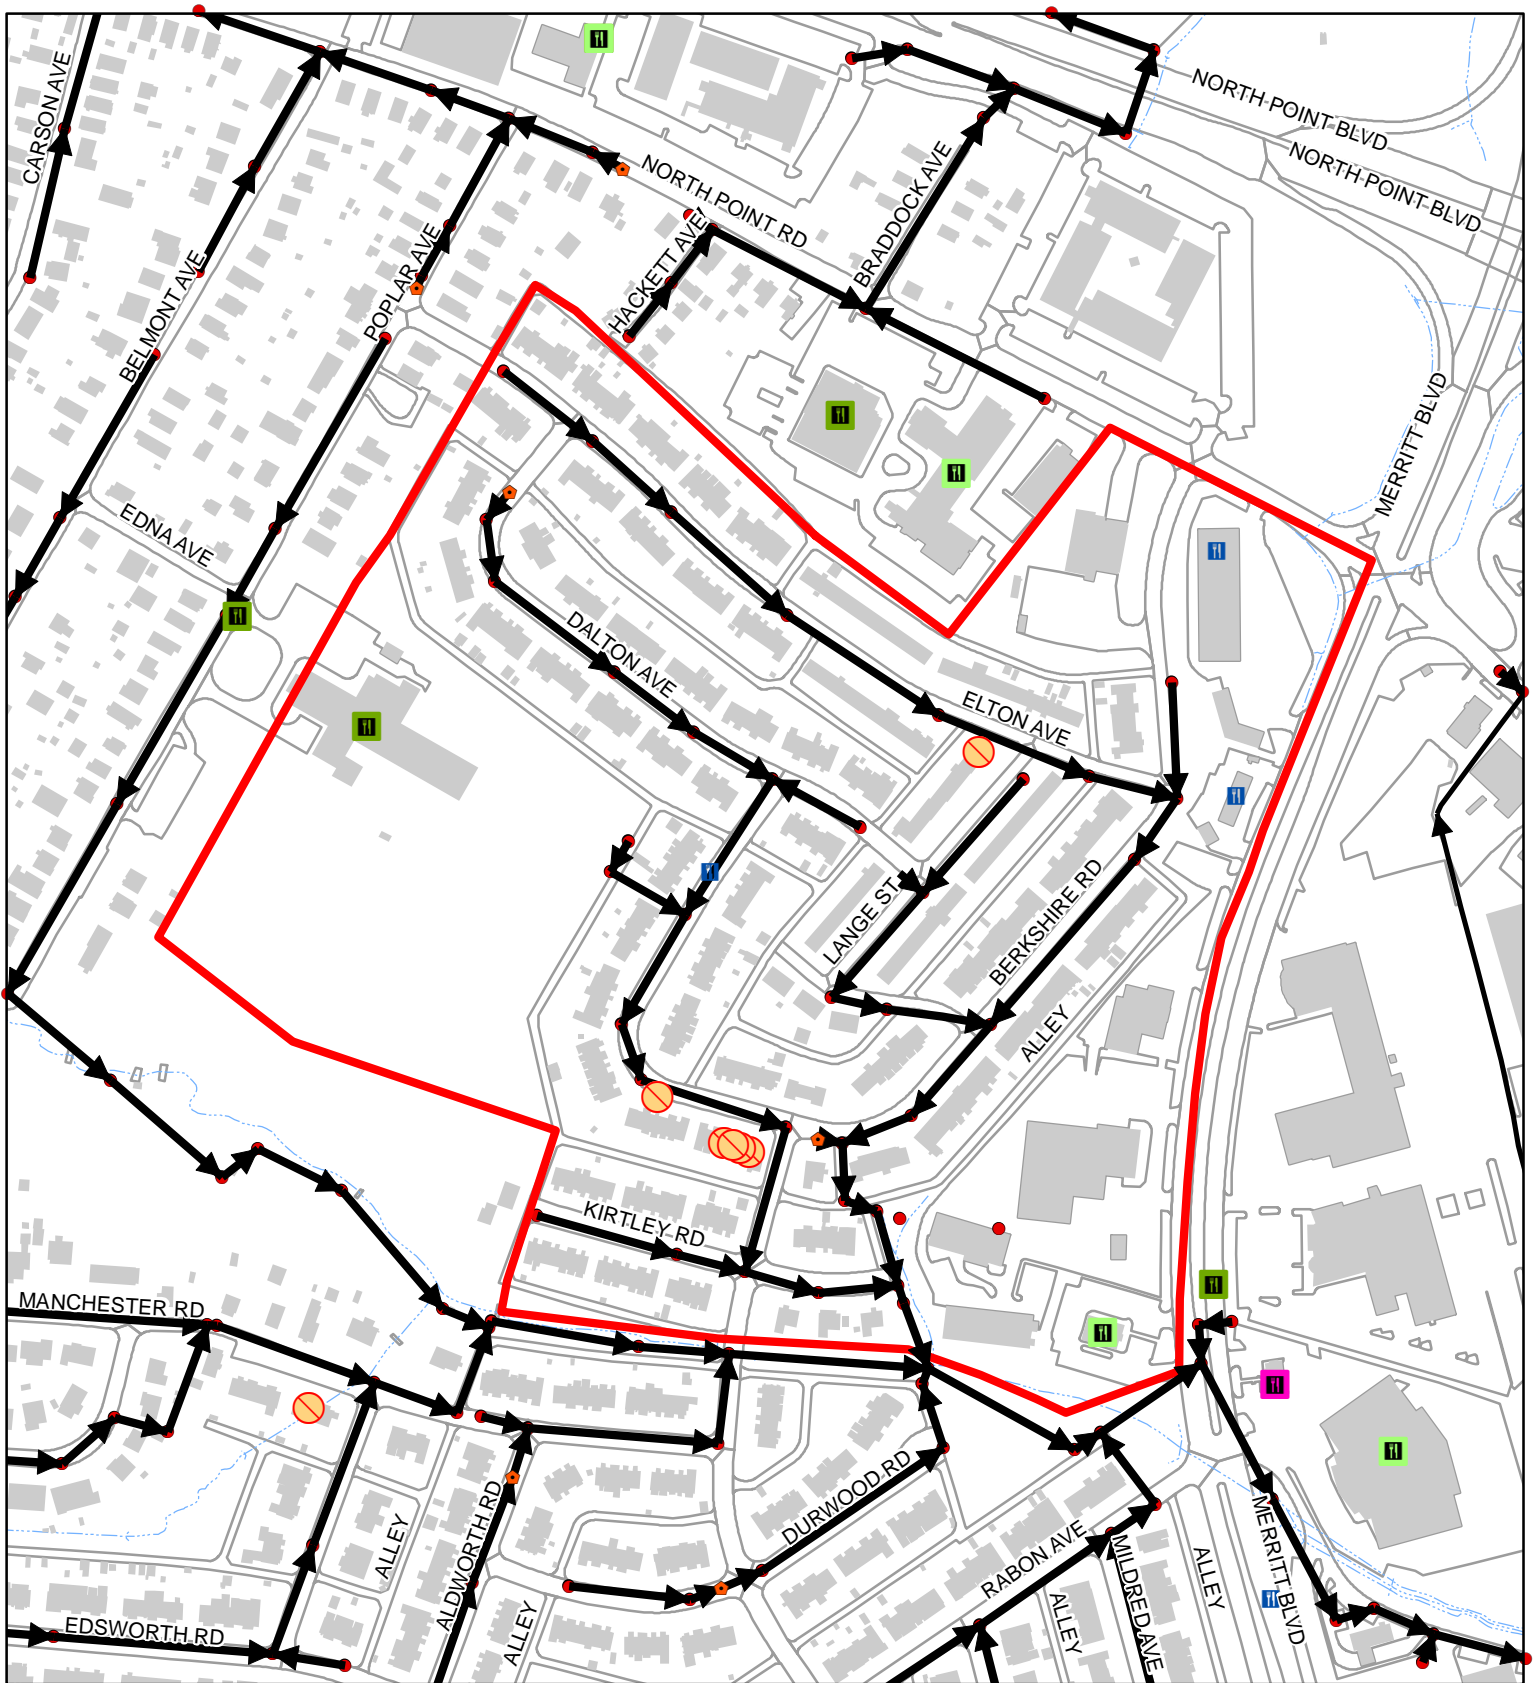 CARSON AVE
NORTH POINT BLVD
NORTH POINT BLVD
NORTH POINT RD
BRADDOCK AVE
HACKETT AVE
POPLAR AVE
BELMONT AVE
MERRITT BLVD
EDNA AVE
DALTON AVE
ELTON AVE
LANGE ST
BERKSHIRE RD
ALLEY
KIRTLEY RD
MANCHESTER RD
DURWOOD RD
ALDWORTH RD
ALLEY
RABON AVE
MILDRED AVE
ALLEY
MERRITT BLVD
EDSWORTH RD
ALLEY
ALLEY